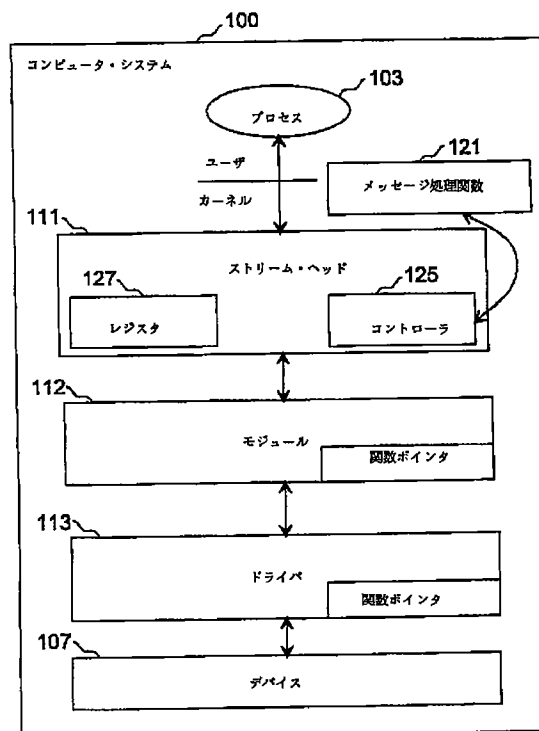 100
コンピュータ・システム
103
プロセス
121
ユーザ
メッセージ処理関数
カーネル
111
ストリーム・ヘッド
127
125
レジスタ
コントローラ
112
モジュール
関数ポインタ
113
ドライバ
関数ポインタ
107
デバイス